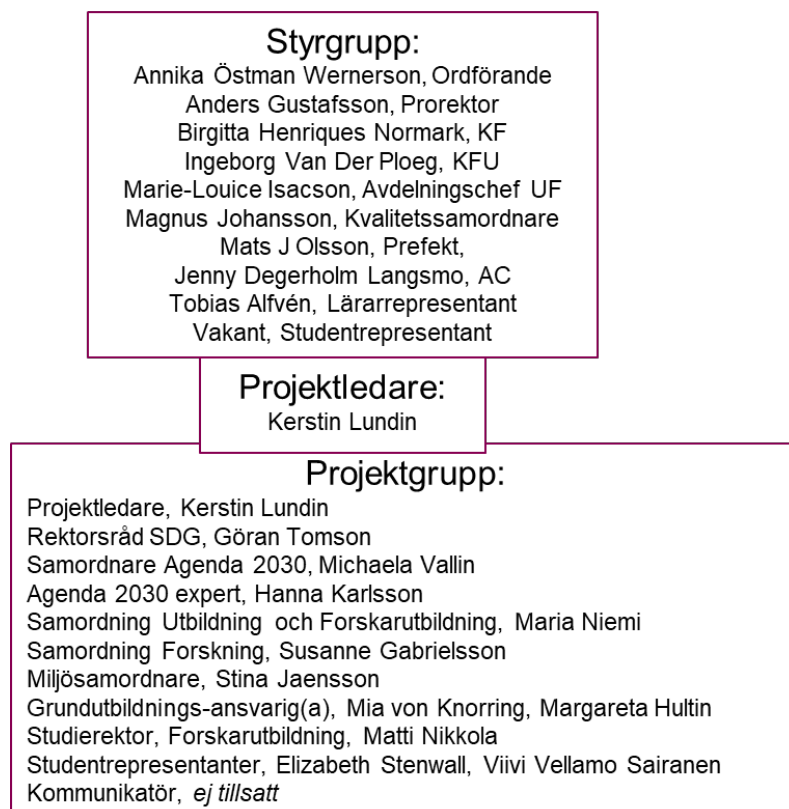 Styrgrupp:
Annika Östman Wernerson, Ordförande
Anders Gustafsson, Prorektor
Birgitta Henriques Normark, KF
Ingeborg Van Der Ploeg, KFU
Marie-Louice Isacson, Avdelningschef UF
Magnus Johansson, Kvalitetssamordnare
Mats J Olsson, Prefekt,
Jenny Degerholm Langsmo, AC
Tobias Alfvén, Lärarrepresentant
Vakant, Studentrepresentant
Projektledare:
Kerstin Lundin
Projektgrupp:
Projektledare, Kerstin Lundin
Rektorsråd SDG, Göran Tomson
Samordnare Agenda 2030, Michaela Vallin
Agenda 2030 expert, Hanna Karlsson
Samordning Utbildning och Forskarutbildning, Maria Niemi
Samordning Forskning, Susanne Gabrielsson
Miljösamordnare, Stina Jaensson
Grundutbildnings-ansvarig(a), Mia von Knorring, Margareta Hultin
Studierektor, Forskarutbildning, Matti Nikkola
Studentrepresentanter, Elizabeth Stenwall, Viivi Vellamo Sairanen
Kommunikatör, ej tillsatt